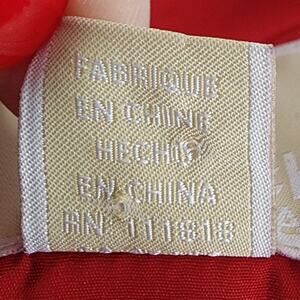 FABRIQUE
EN CHINE
HECHO
EN CHINA
RN 111818